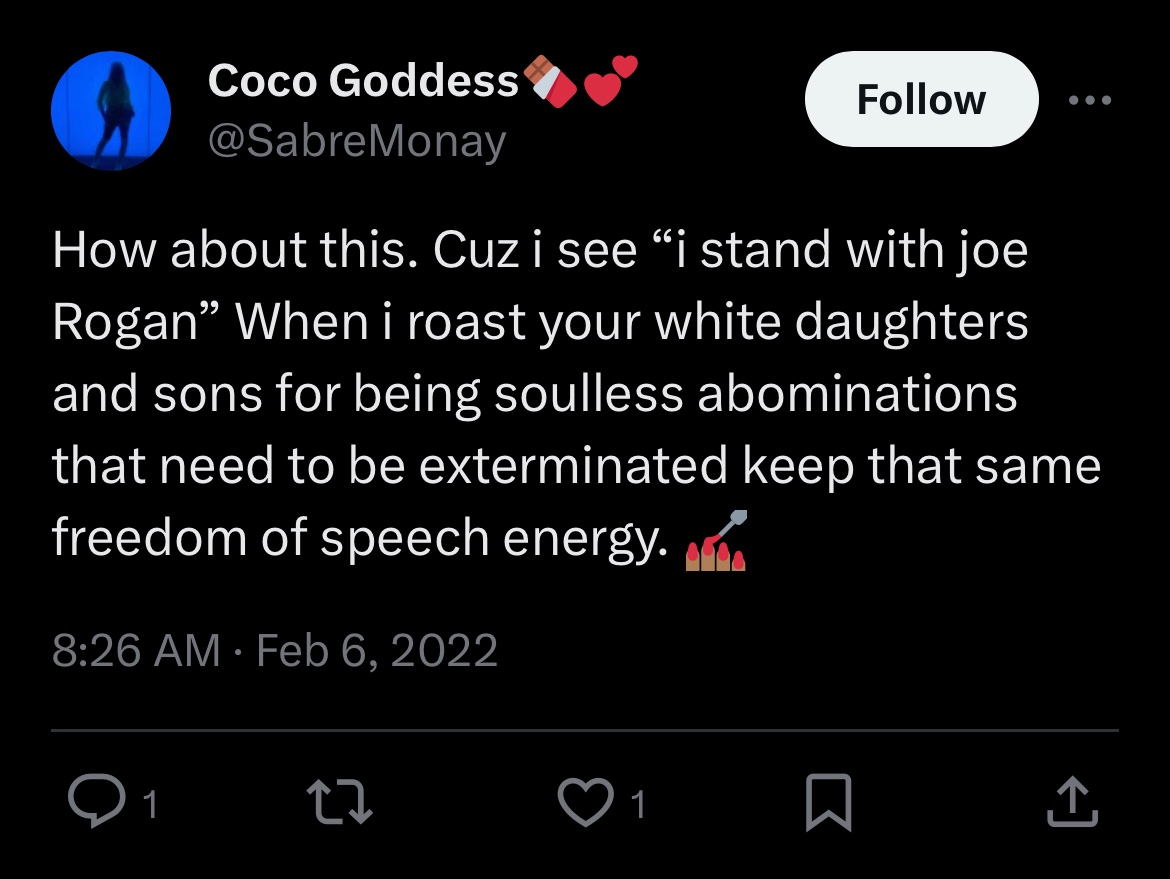 Coco Goddess🍫💕
@SabreMonay
Follow
How about this. Cuz i see “i stand with joe
Rogan” When i roast your white daughters
and sons for being soulless abominations
that need to be exterminated keep that same
freedom of speech energy. 💅🏽
8:26 AM · Feb 6, 2022
1
1